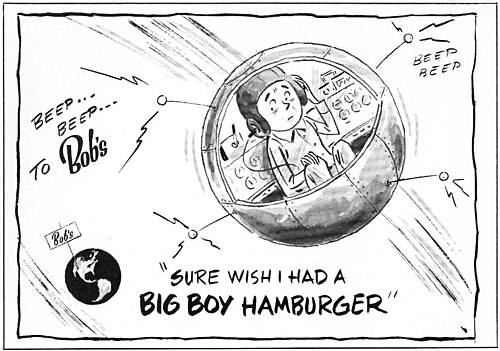 BEEP...
BEEP...
TO Bob's
BEEP
BEEP
Bob's
"SURE WISH I HAD A
BIG BOY HAMBURGER"